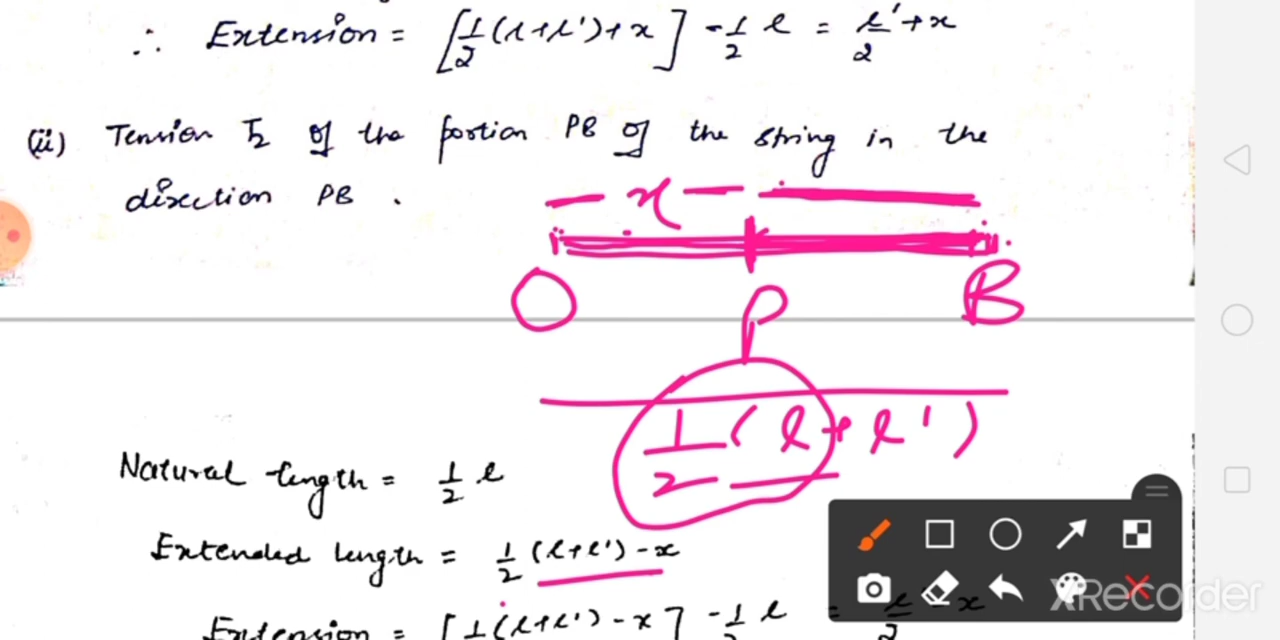 ∴ Extension = [½(l+l')+x] - ½ l = l'/2 + x
(ii) Tension T₂ of the portion PB of the string in the
direction PB .
- x -
O P B
½ (l + l')
Natural length = ½ l
Extended length = ½ (l+l') - x
Extension = [½(l+l') - x] - ½ l =
XRecorder